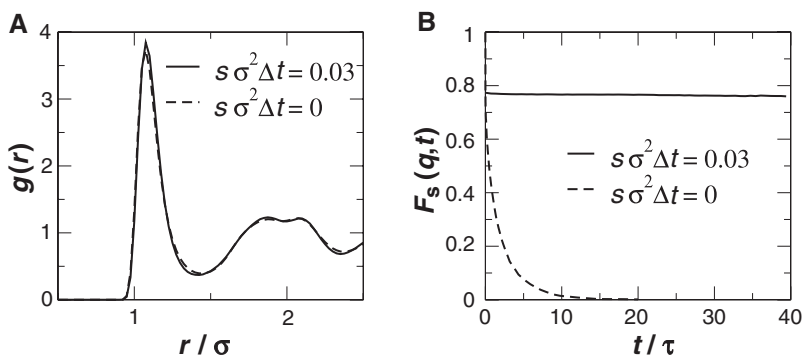 A
4
3
2
1
0
g(r)
s σ²Δt = 0.03
s σ²Δt = 0
1
2
r / σ
B
1
0.8
0.6
0.4
0.2
0
Fₛ(q,t)
s σ²Δt = 0.03
s σ²Δt = 0
0
10
20
30
40
t / τ